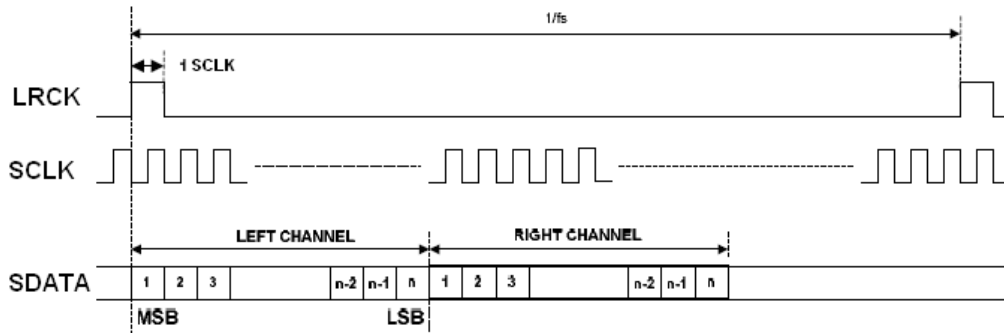 1/fs
1 SCLK
LRCK
SCLK
LEFT CHANNEL RIGHT CHANNEL
SDATA 1 2 3 n-2 n-1 n 1 2 3 n-2 n-1 n
MSB LSB